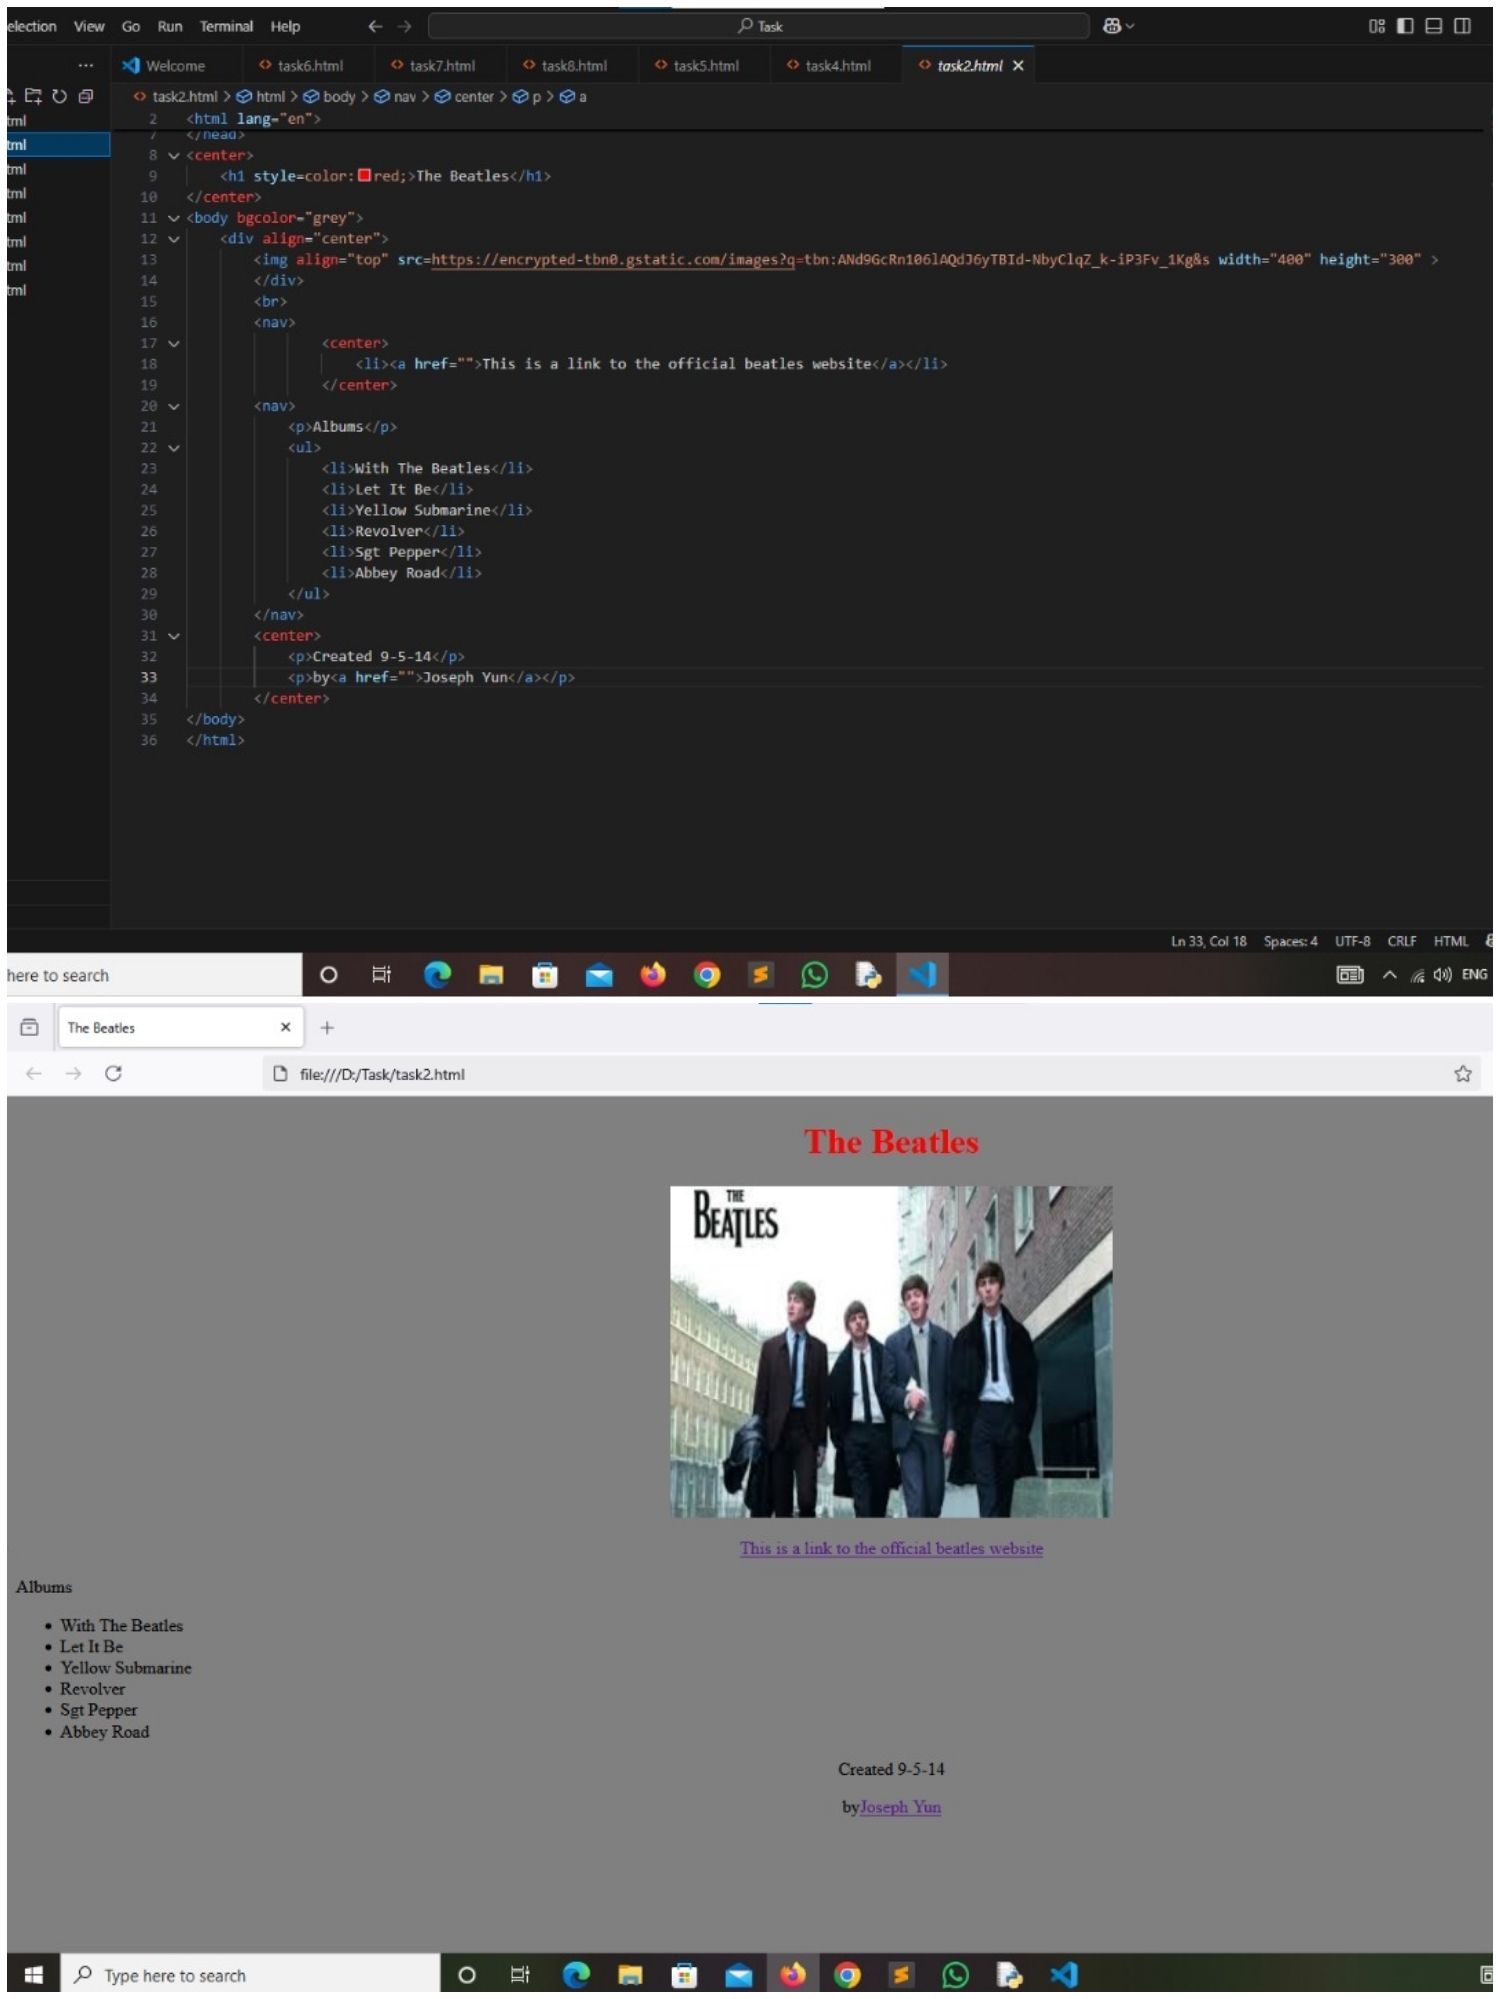 election View Go Run Terminal Help Task
Welcome task6.html task7.html task8.html task5.html task4.html task2.html
task2.html > html > body > nav > center > p > a
tml
tml
tml
tml
tml
tml
tml
tml
2 <html lang="en">
7 </head>
8 <center>
9 <h1 style=color:red;>The Beatles</h1>
10 </center>
11 <body bgcolor="grey">
12 <div align="center">
13 <img align="top" src=https://encrypted-tbn0.gstatic.com/images?q=tbn:ANd9GcRn106lAQdJ6yTBId-NbyClqZ_k-iP3Fv_1Kg&s width="400" height="300" >
14 </div>
15 <br>
16 <nav>
17 <center>
18 <li><a href="">This is a link to the official beatles website</a></li>
19 </center>
20 <nav>
21 <p>Albums</p>
22 <ul>
23 <li>With The Beatles</li>
24 <li>Let It Be</li>
25 <li>Yellow Submarine</li>
26 <li>Revolver</li>
27 <li>Sgt Pepper</li>
28 <li>Abbey Road</li>
29 </ul>
30 </nav>
31 <center>
32 <p>Created 9-5-14</p>
33 <p>by<a href="">Joseph Yun</a></p>
34 </center>
35 </body>
36 </html>
Ln 33, Col 18 Spaces: 4 UTF-8 CRLF HTML
here to search ENG
The Beatles
file:///D:/Task/task2.html
The Beatles
THE
BEATLES
This is a link to the official beatles website
Albums
• With The Beatles
• Let It Be
• Yellow Submarine
• Revolver
• Sgt Pepper
• Abbey Road
Created 9-5-14
byJoseph Yun
Type here to search